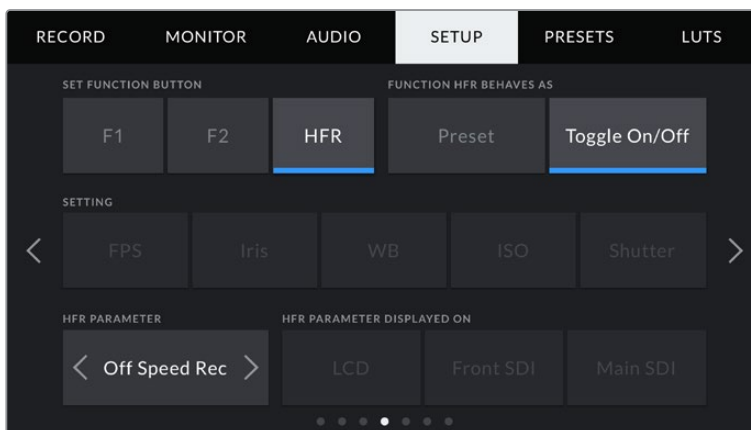 RECORD MONITOR AUDIO SETUP PRESETS LUTS
SET FUNCTION BUTTON FUNCTION HFR BEHAVES AS
F1 F2 HFR Preset Toggle On/Off
SETTING
FPS Iris WB ISO Shutter
HFR PARAMETER HFR PARAMETER DISPLAYED ON
Off Speed Rec LCD Front SDI Main SDI